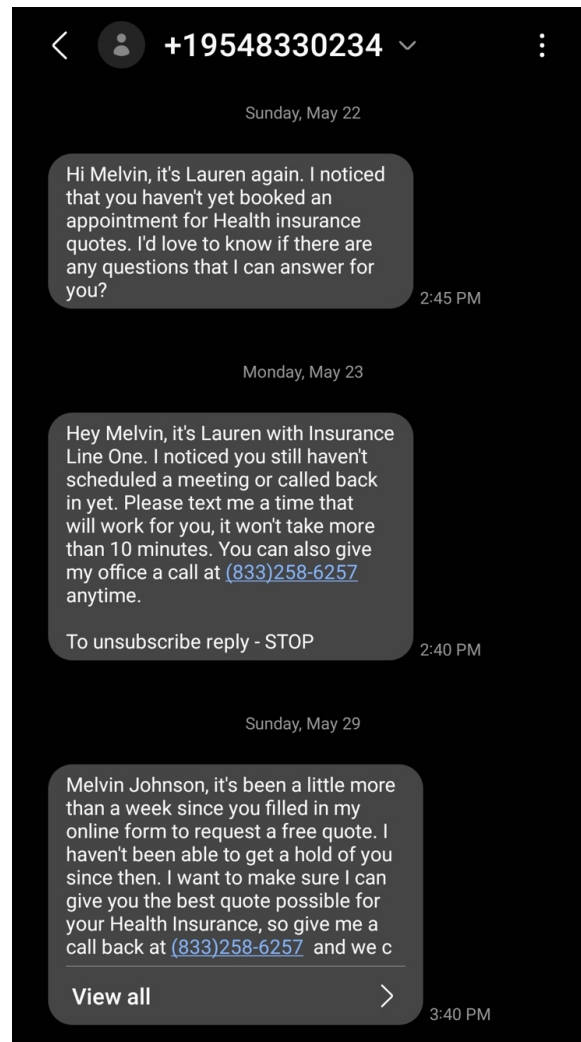 +19548330234
Sunday, May 22
Hi Melvin, it's Lauren again. I noticed
that you haven't yet booked an
appointment for Health insurance
quotes. I'd love to know if there are
any questions that I can answer for
you?
2:45 PM
Monday, May 23
Hey Melvin, it's Lauren with Insurance
Line One. I noticed you still haven't
scheduled a meeting or called back
in yet. Please text me a time that
will work for you, it won't take more
than 10 minutes. You can also give
my office a call at (833)258-6257
anytime.
To unsubscribe reply - STOP
2:40 PM
Sunday, May 29
Melvin Johnson, it's been a little more
than a week since you filled in my
online form to request a free quote. I
haven't been able to get a hold of you
since then. I want to make sure I can
give you the best quote possible for
your Health Insurance, so give me a
call back at (833)258-6257 and we c
View all
3:40 PM